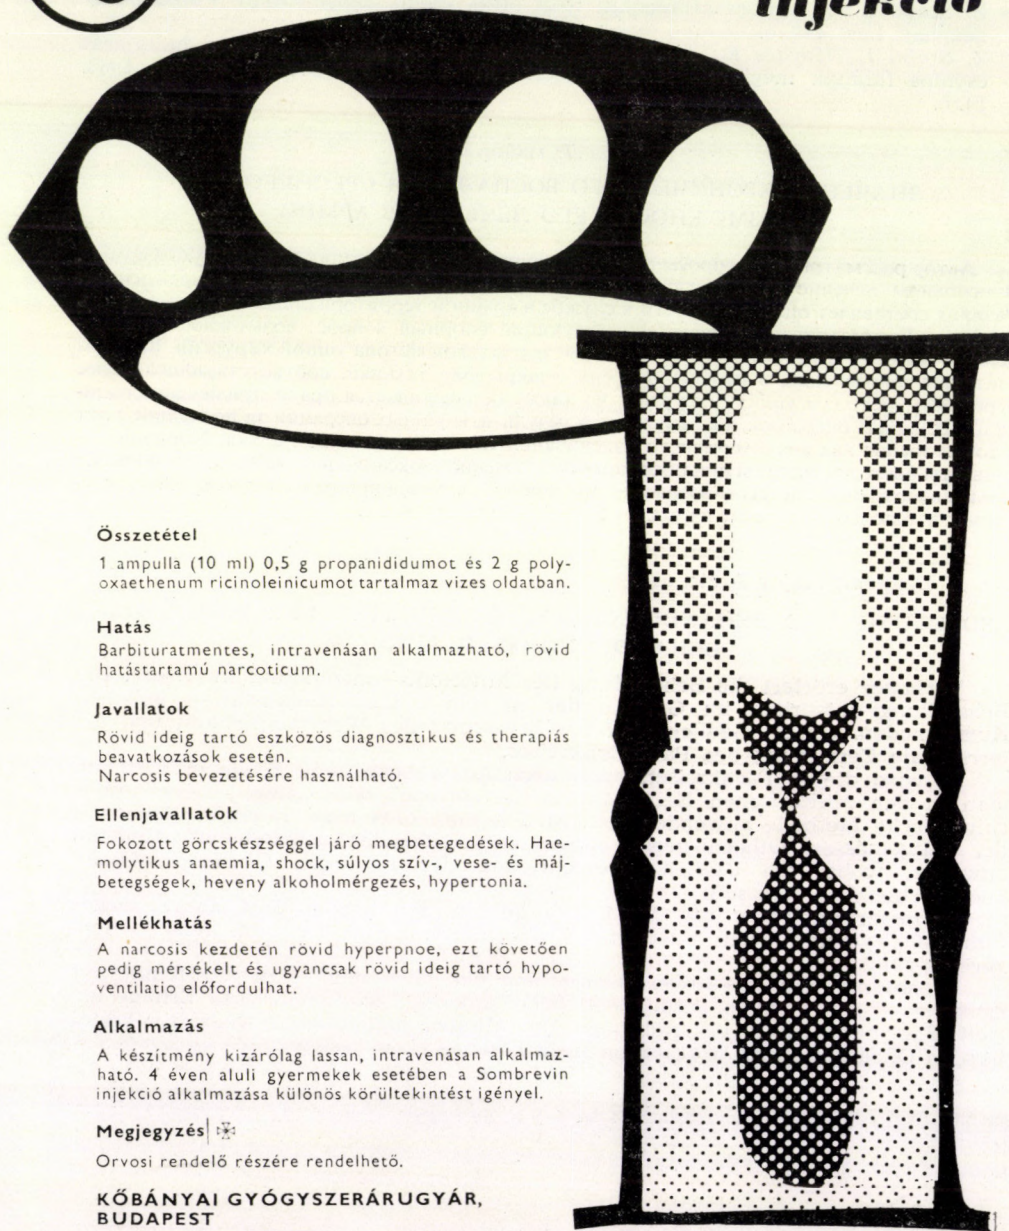 injekció
Összetétel
1 ampulla (10 ml) 0,5 g propanididumot és 2 g poly-
oxaethenum ricinoleinicumot tartalmaz vizes oldatban.
Hatás
Barbituratmentes, intravenásan alkalmazható, rövid
hatástartamú narcoticum.
Javallatok
Rövid ideig tartó eszközös diagnosztikus és therapiás
beavatkozások esetén.
Narcosis bevezetésére használható.
Ellenjavallatok
Fokozott görcskészséggel járó megbetegedések. Hae-
molytikus anaemia, shock, súlyos szív-, vese- és máj-
betegségek, heveny alkoholmérgezés, hypertonia.
Mellékhatás
A narcosis kezdetén rövid hyperpnoe, ezt követően
pedig mérsékelt és ugyancsak rövid ideig tartó hypo-
ventilatio előfordulhat.
Alkalmazás
A készítmény kizárólag lassan, intravenásan alkalmaz-
ható. 4 éven aluli gyermekek esetében a Sombrevin
injekció alkalmazása különös körültekintést igényel.
Megjegyzés
Orvosi rendelő részére rendelhető.
KŐBÁNYAI GYÓGYSZERÁRUGYÁR,
BUDAPEST